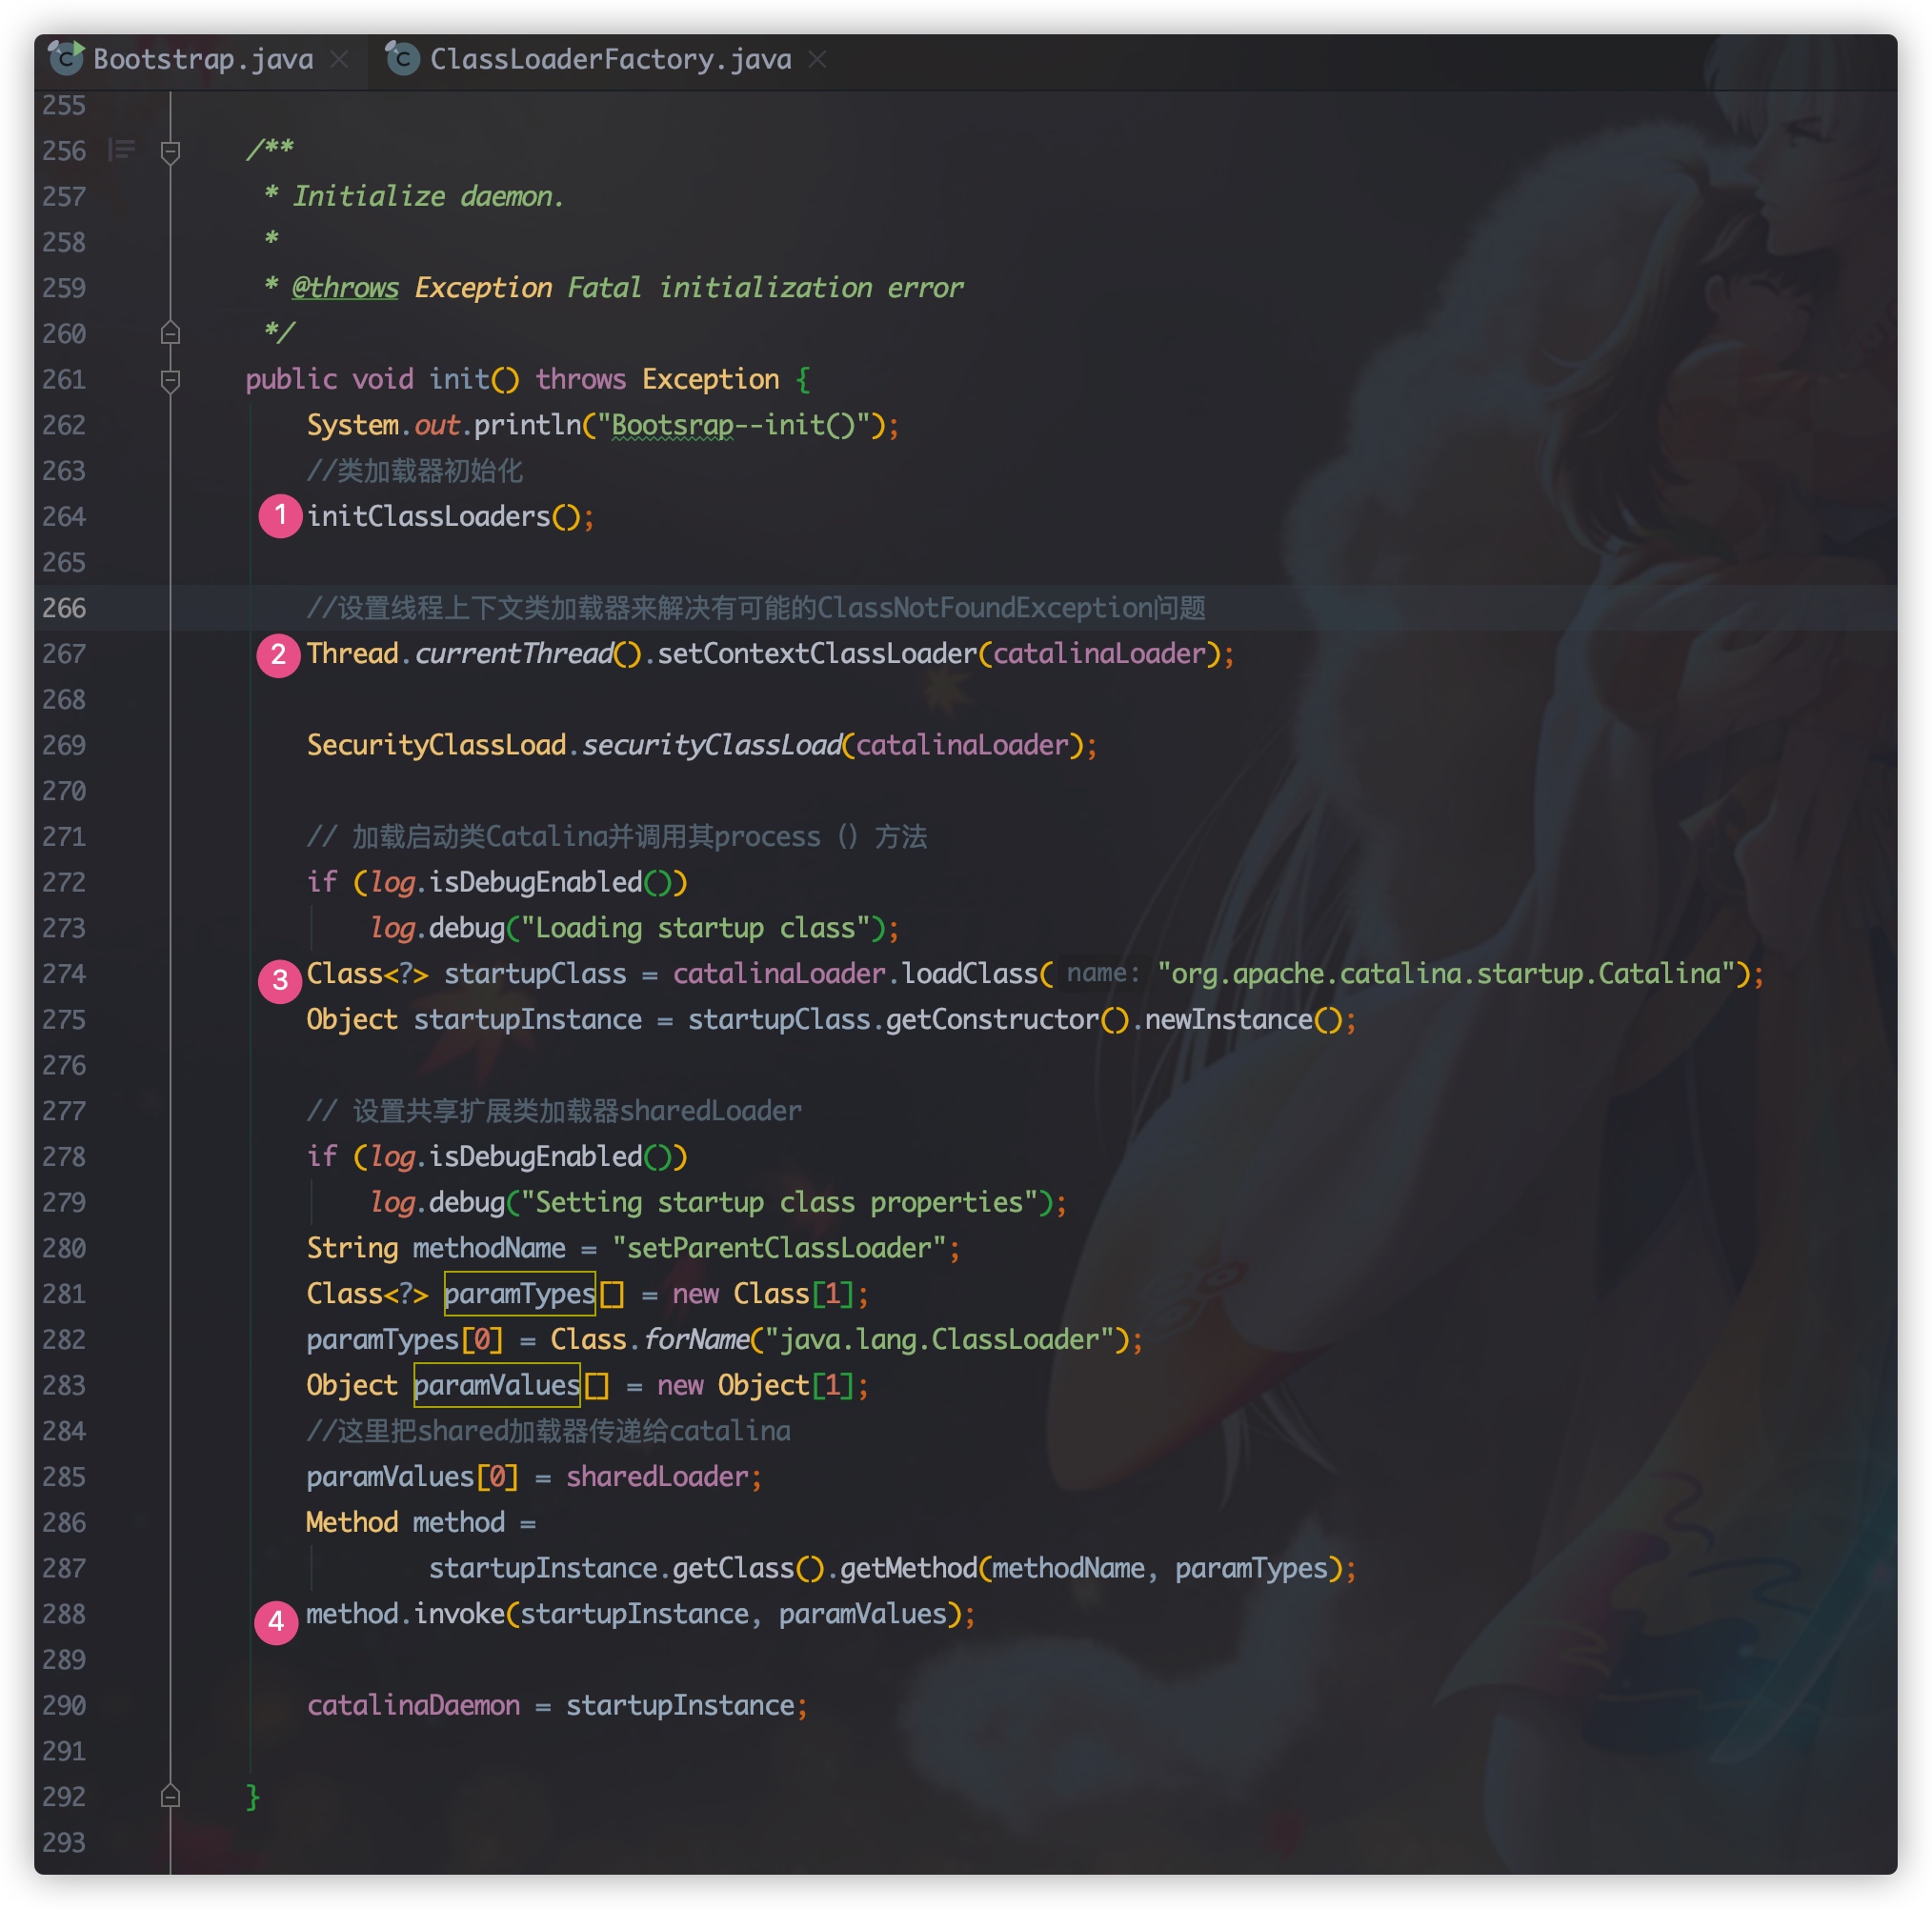 Bootstrap.java ClassLoaderFactory.java
255
256 /**
257 * Initialize daemon.
258 *
259 * @throws Exception Fatal initialization error
260 */
261 public void init() throws Exception {
262 System.out.println("Bootsrap--init()");
263 //类加载器初始化
1 264 initClassLoaders();
265
266 //设置线程上下文类加载器来解决有可能的ClassNotFoundException问题
267 2 Thread.currentThread().setContextClassLoader(catalinaLoader);
268
269 SecurityClassLoad.securityClassLoad(catalinaLoader);
270
271 // 加载启动类Catalina并调用其process（）方法
272 if (log.isDebugEnabled())
273 log.debug("Loading startup class");
274 3 Class<?> startupClass = catalinaLoader.loadClass( name: "org.apache.catalina.startup.Catalina");
275 Object startupInstance = startupClass.getConstructor().newInstance();
276
277 // 设置共享扩展类加载器sharedLoader
278 if (log.isDebugEnabled())
279 log.debug("Setting startup class properties");
280 String methodName = "setParentClassLoader";
281 Class<?> paramTypes[] = new Class[1];
282 paramTypes[0] = Class.forName("java.lang.ClassLoader");
283 Object paramValues[] = new Object[1];
284 //这里把shared加载器传递给catalina
285 paramValues[0] = sharedLoader;
286 Method method =
287 startupInstance.getClass().getMethod(methodName, paramTypes);
288 4 method.invoke(startupInstance, paramValues);
289
290 catalinaDaemon = startupInstance;
291
292 }
293